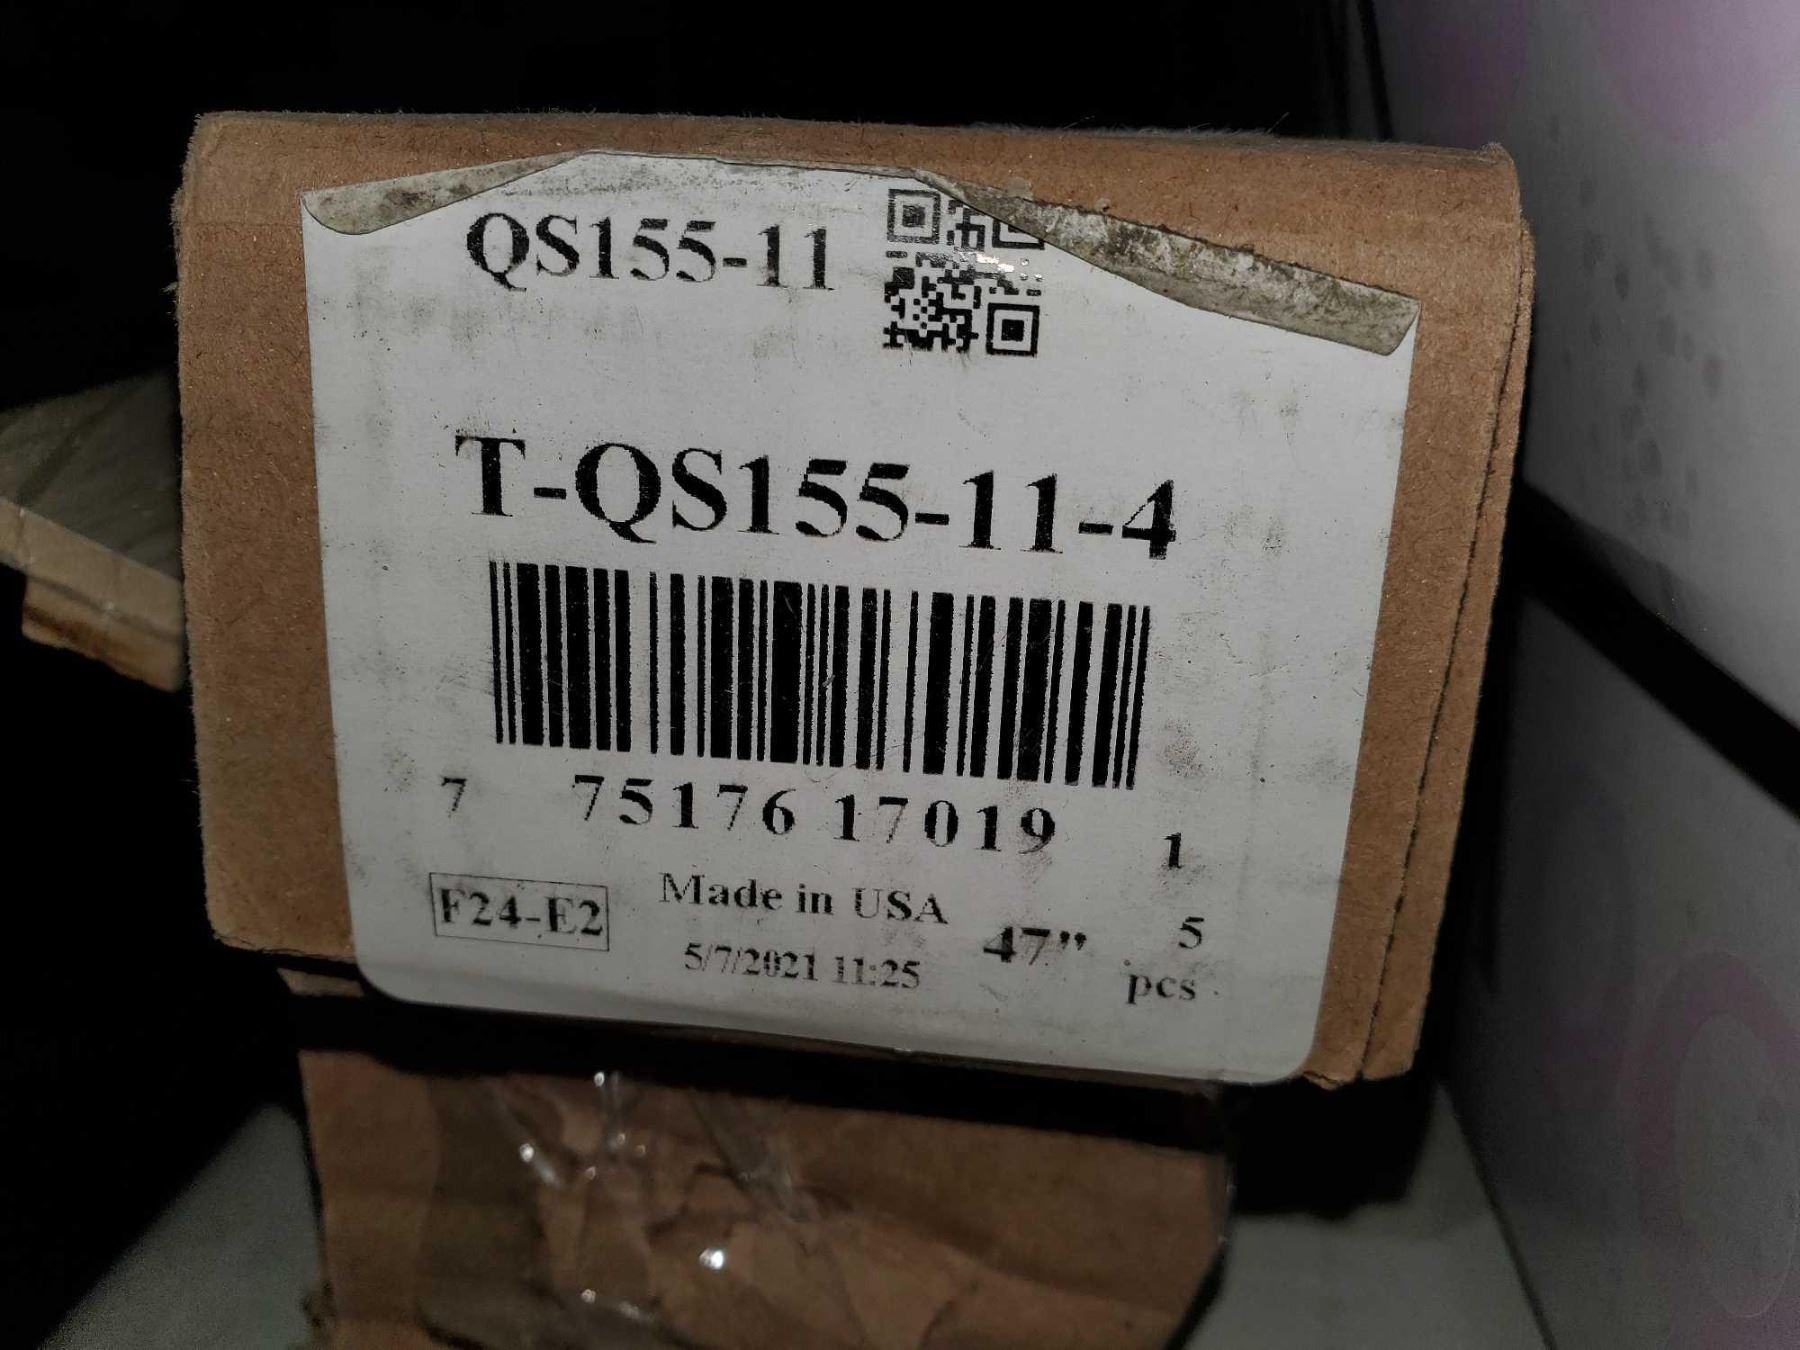 QS155-11
T-QS155-11-4
7 75176 17019 1
Made in USA
F24-E2
5/7/2021 11:25
47”
5
pcs